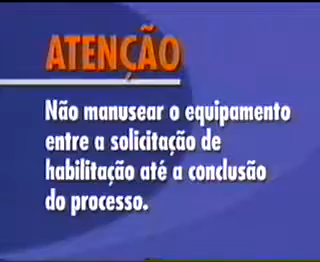 ATENÇÃO
Não manusear o equipamento
entre a solicitação de
habilitação até a conclusão
do processo.